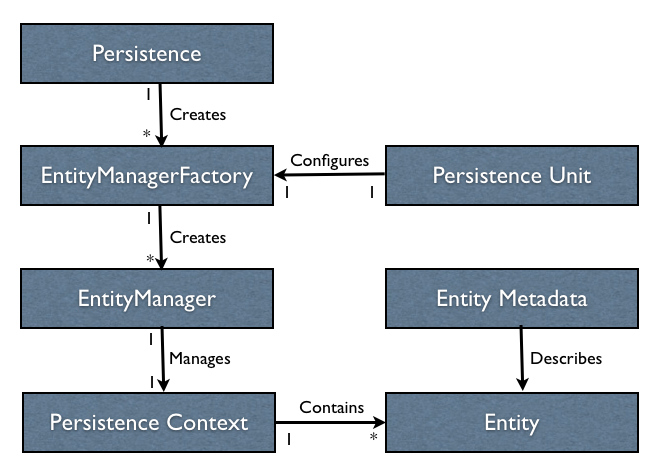 Persistence
1
Creates
*
EntityManagerFactory
Configures
Persistence Unit
1
1
1
Creates
*
EntityManager
Entity Metadata
1
Manages
Describes
1
Persistence Context
Contains
Entity
1
*